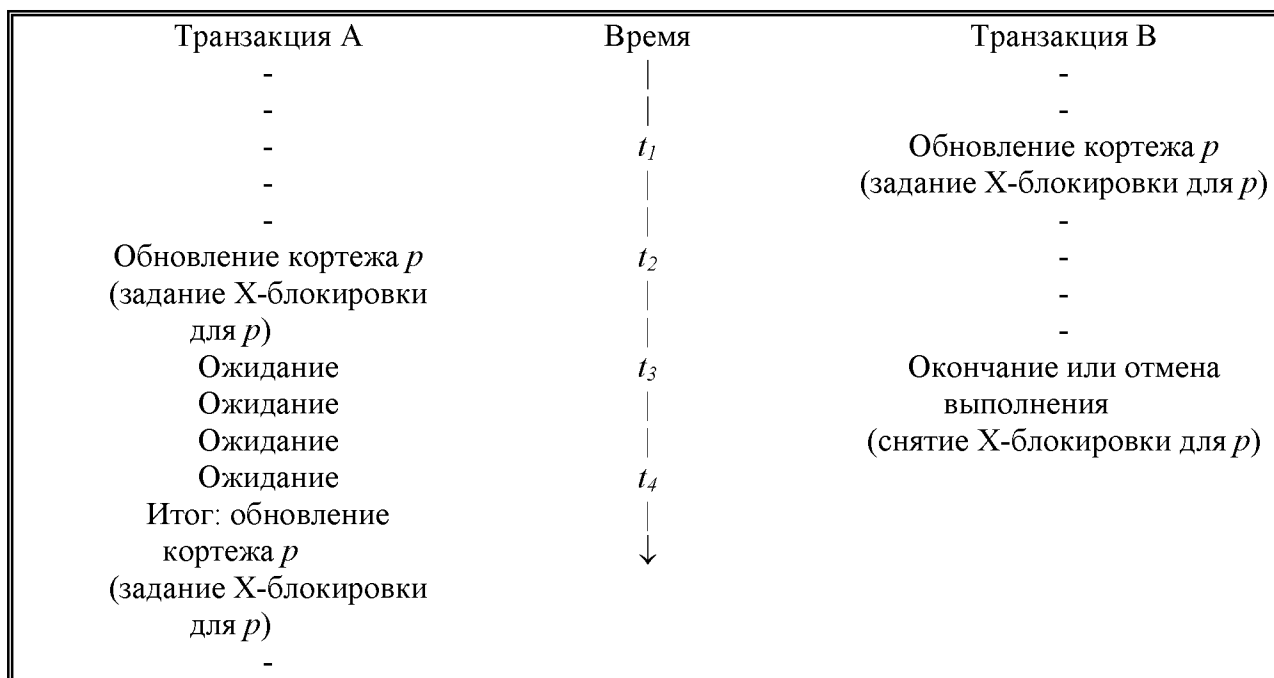 Транзакция А Время Транзакция В
- | -
- | -
- t1 Обновление кортежа p
- | (задание Х-блокировки для p)
- | -
Обновление кортежа p t2 -
(задание Х-блокировки | -
для p) | -
Ожидание t3 Окончание или отмена
Ожидание | выполнения
Ожидание | (снятие Х-блокировки для p)
Ожидание t4
Итог: обновление |
кортежа p ↓
(задание Х-блокировки
для p)
-